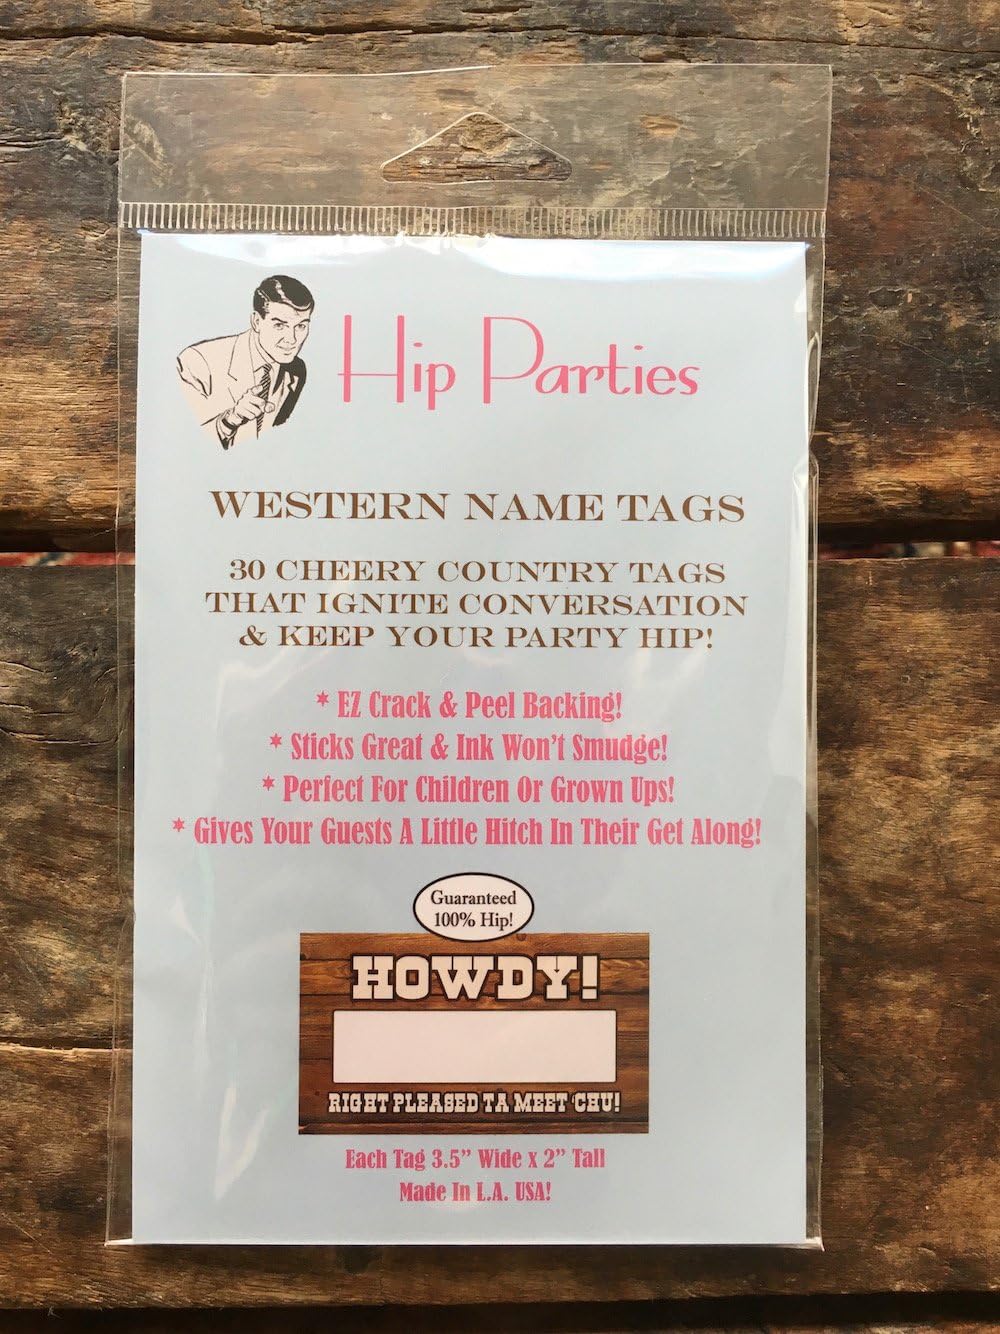 Hip Parties
WESTERN NAME TAGS
30 CHEERY COUNTRY TAGS
THAT IGNITE CONVERSATION
& KEEP YOUR PARTY HIP!
* EZ Crack & Peel Backing!
* Sticks Great & Ink Won't Smudge!
* Perfect For Children Or Grown Ups!
* Gives Your Guests A Little Hitch In Their Get Along!
Guaranteed
100% Hip!
HOWDY!
RIGHT PLEASED TA MEET 'CHU!
Each Tag 3.5" Wide x 2" Tall
Made In L.A. USA!